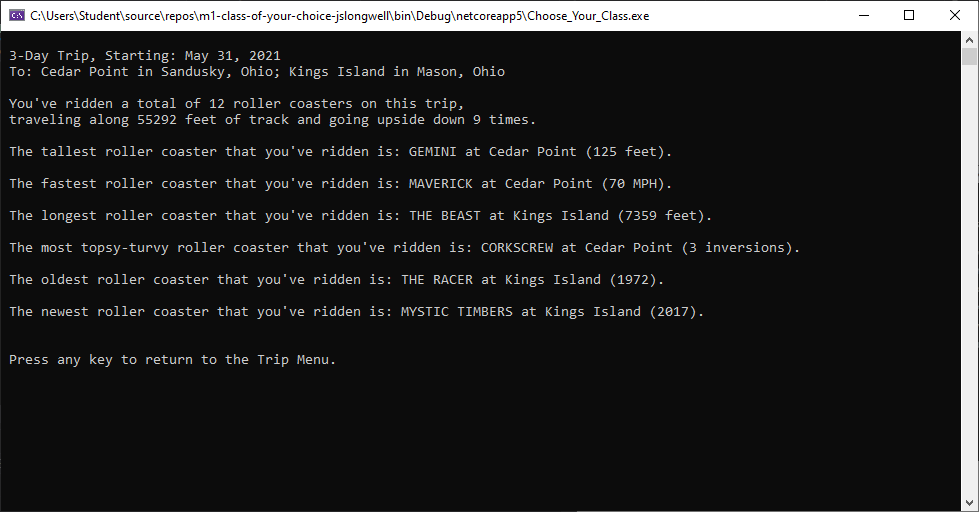 C:\Users\Student\source\repos\m1-class-of-your-choice-jslongwell\bin\Debug\netcoreapp5\Choose_Your_Class.exe
3-Day Trip, Starting: May 31, 2021
To: Cedar Point in Sandusky, Ohio; Kings Island in Mason, Ohio
You've ridden a total of 12 roller coasters on this trip,
traveling along 55292 feet of track and going upside down 9 times.
The tallest roller coaster that you've ridden is: GEMINI at Cedar Point (125 feet).
The fastest roller coaster that you've ridden is: MAVERICK at Cedar Point (70 MPH).
The longest roller coaster that you've ridden is: THE BEAST at Kings Island (7359 feet).
The most topsy-turvy roller coaster that you've ridden is: CORKSCREW at Cedar Point (3 inversions).
The oldest roller coaster that you've ridden is: THE RACER at Kings Island (1972).
The newest roller coaster that you've ridden is: MYSTIC TIMBERS at Kings Island (2017).
Press any key to return to the Trip Menu.